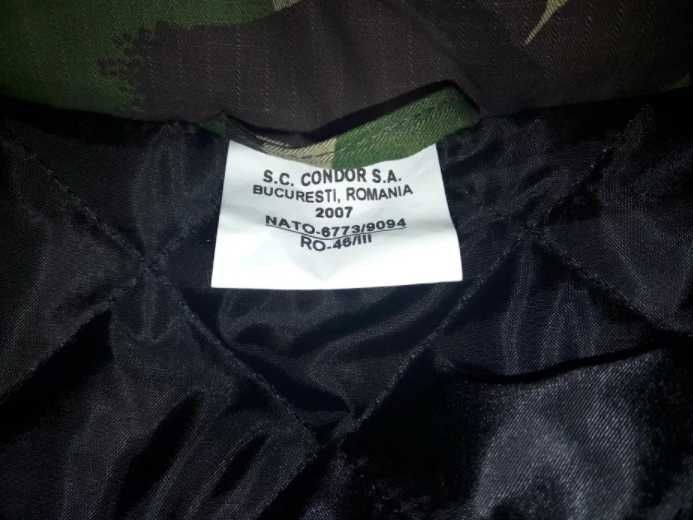 S.C. CONDOR S.A.
BUCURESTI, ROMANIA
2007
NATO-6773/9094
RO-46/III